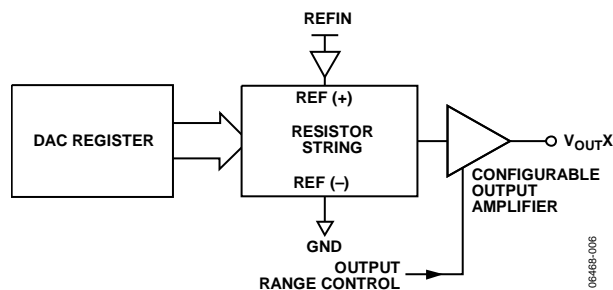 REFIN
REF (+)
DAC REGISTER
RESISTOR
STRING
REF (–)
GND
VOUTX
CONFIGURABLE
OUTPUT
AMPLIFIER
OUTPUT
RANGE CONTROL
06468-006